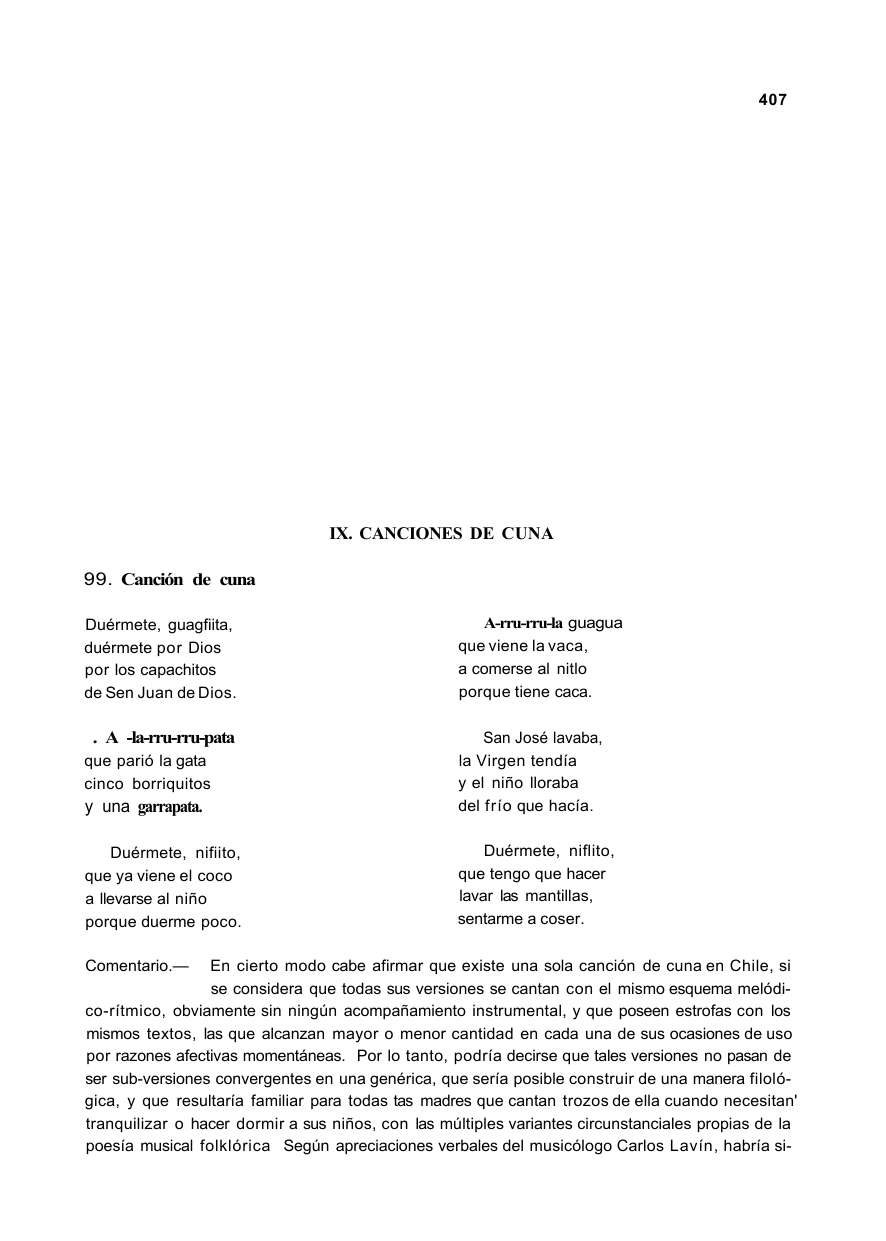 407
IX. CANCIONES DE CUNA
99. Canción de cuna
Duérmete, guagfiita,
duérmete por Dios
por los capachitos
de Sen Juan de Dios.
. A -la-rru-rru-pata
que parió la gata
cinco borriquitos
y una garrapata.
Duérmete, nifiito,
que ya viene el coco
a llevarse al niño
porque duerme poco.
A-rru-rru-la guagua
que viene la vaca,
a comerse al nitlo
porque tiene caca.
San José lavaba,
la Virgen tendía
y el niño lloraba
del frío que hacía.
Duérmete, niflito,
que tengo que hacer
lavar las mantillas,
sentarme a coser.
Comentario.— En cierto modo cabe afirmar que existe una sola canción de cuna en Chile, si
se considera que todas sus versiones se cantan con el mismo esquema melódi-
co-rítmico, obviamente sin ningún acompañamiento instrumental, y que poseen estrofas con los
mismos textos, las que alcanzan mayor o menor cantidad en cada una de sus ocasiones de uso
por razones afectivas momentáneas. Por lo tanto, podría decirse que tales versiones no pasan de
ser sub-versiones convergentes en una genérica, que sería posible construir de una manera filoló-
gica, y que resultaría familiar para todas tas madres que cantan trozos de ella cuando necesitan'
tranquilizar o hacer dormir a sus niños, con las múltiples variantes circunstanciales propias de la
poesía musical folklórica Según apreciaciones verbales del musicólogo Carlos Lavín, habría si-